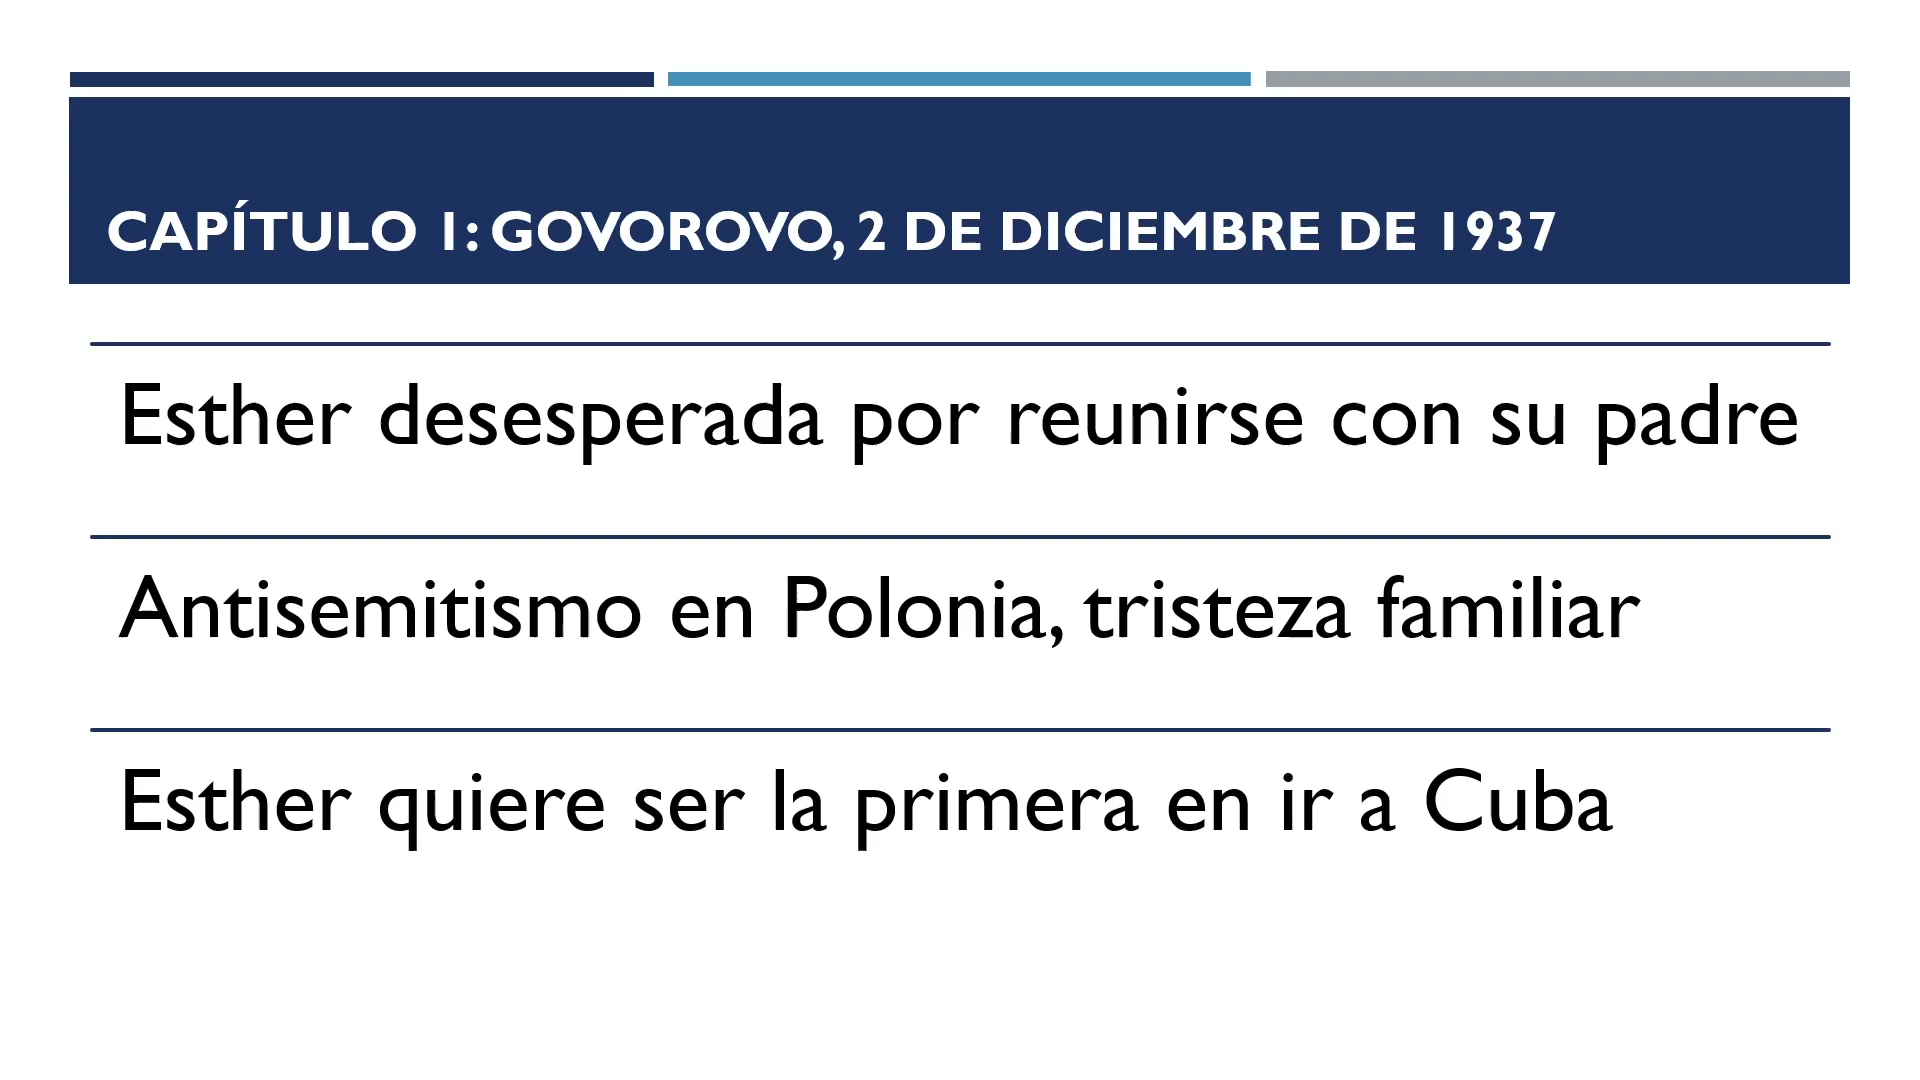 CAPÍTULO 1: GOVOROVO, 2 DE DICIEMBRE DE 1937
Esther desesperada por reunirse con su padre
Antisemitismo en Polonia, tristeza familiar
Esther quiere ser la primera en ir a Cuba